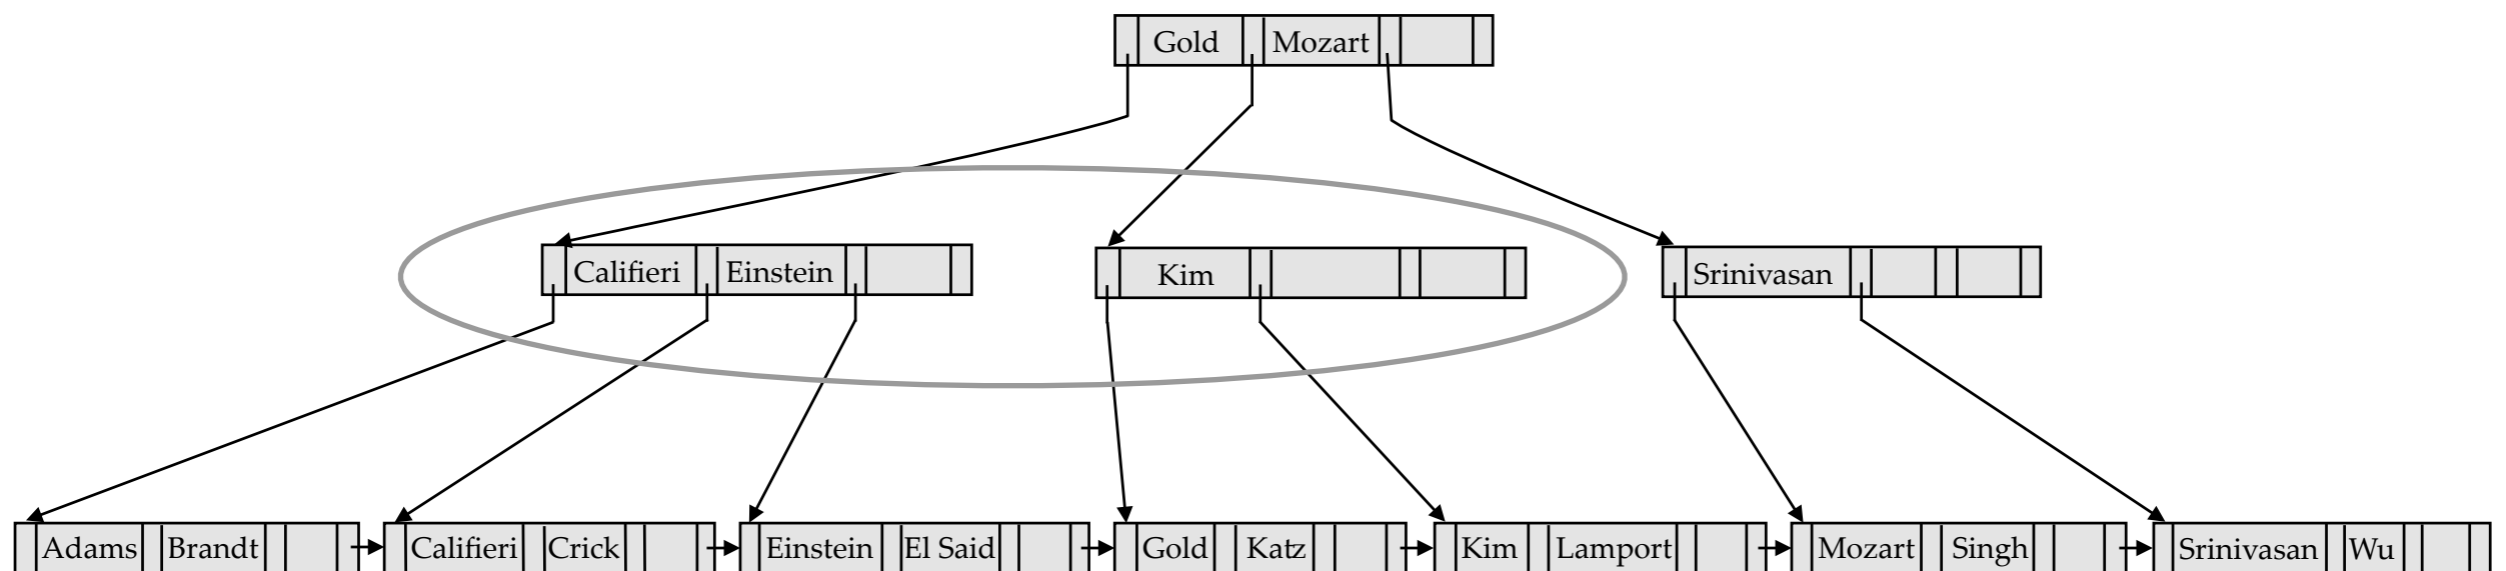 Gold Mozart
Califieri Einstein Kim Srinivasan
Adams Brandt Califieri Crick Einstein El Said Gold Katz Kim Lamport Mozart Singh Srinivasan Wu